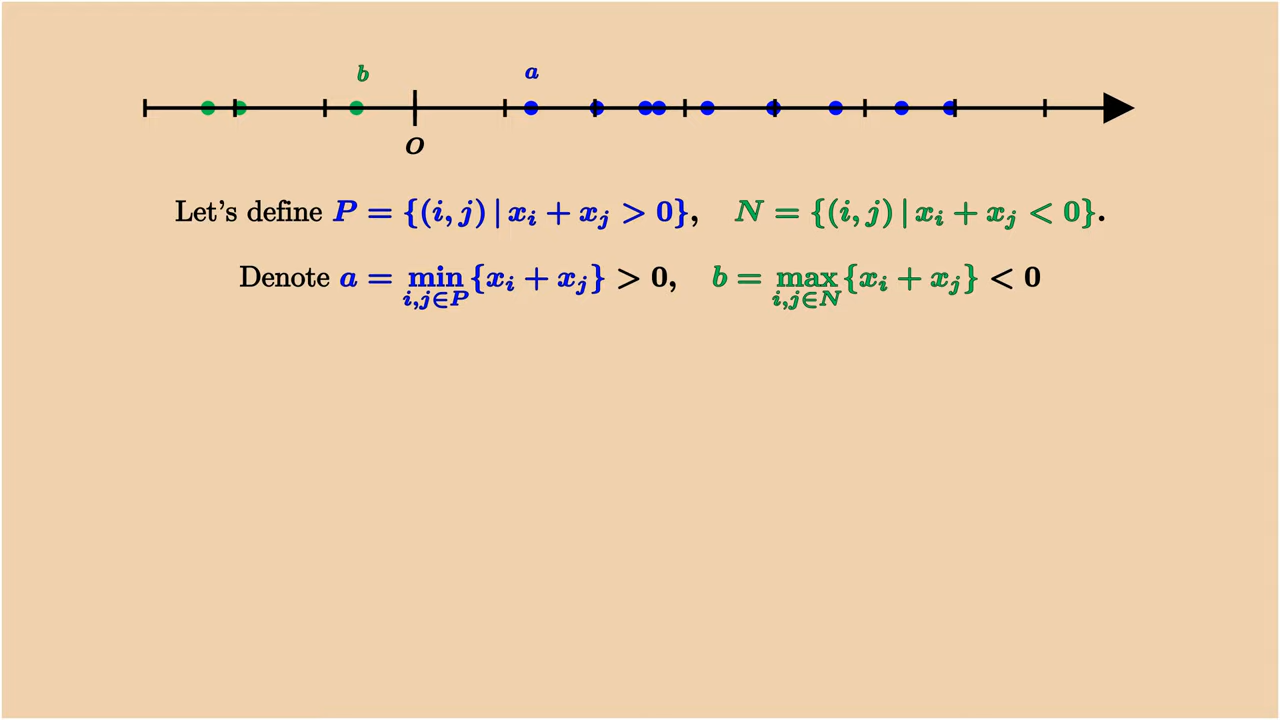 b a
O
Let's define P = {(i, j) | x_i + x_j > 0}, N = {(i, j) | x_i + x_j < 0}.
Denote a = min_{i,j∈P} {x_i + x_j} > 0, b = max_{i,j∈N} {x_i + x_j} < 0